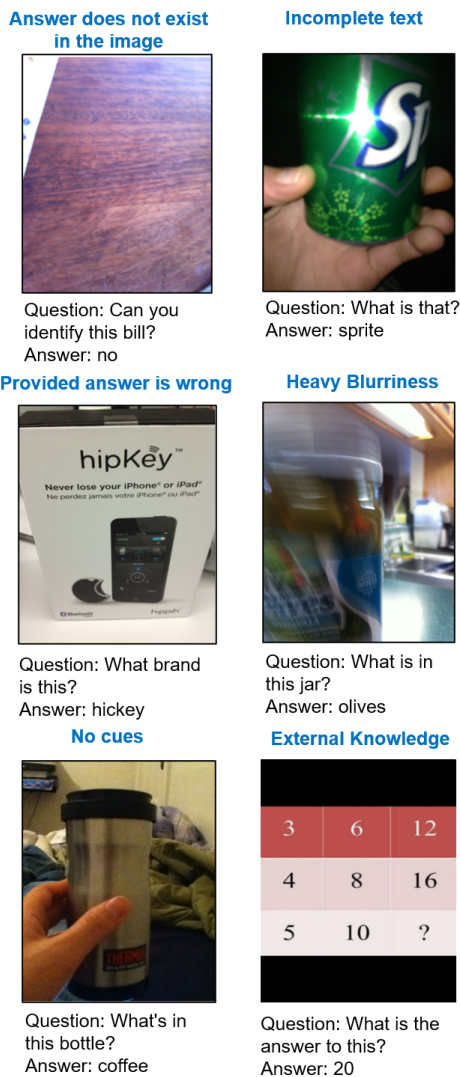 Answer does not exist
in the image
Question: Can you
identify this bill?
Answer: no
Incomplete text
Sp
Question: What is that?
Answer: sprite
Provided answer is wrong
hipKey™
Never lose your iPhone® or iPad®
Ne perdez jamais votre iPhone® ou iPad®
Bluetooth
hippih
Question: What brand
is this?
Answer: hickey
Heavy Blurriness
Question: What is in
this jar?
Answer: olives
No cues
THERMOS
Question: What's in
this bottle?
Answer: coffee
External Knowledge
3 6 12
4 8 16
5 10 ?
Question: What is the
answer to this?
Answer: 20